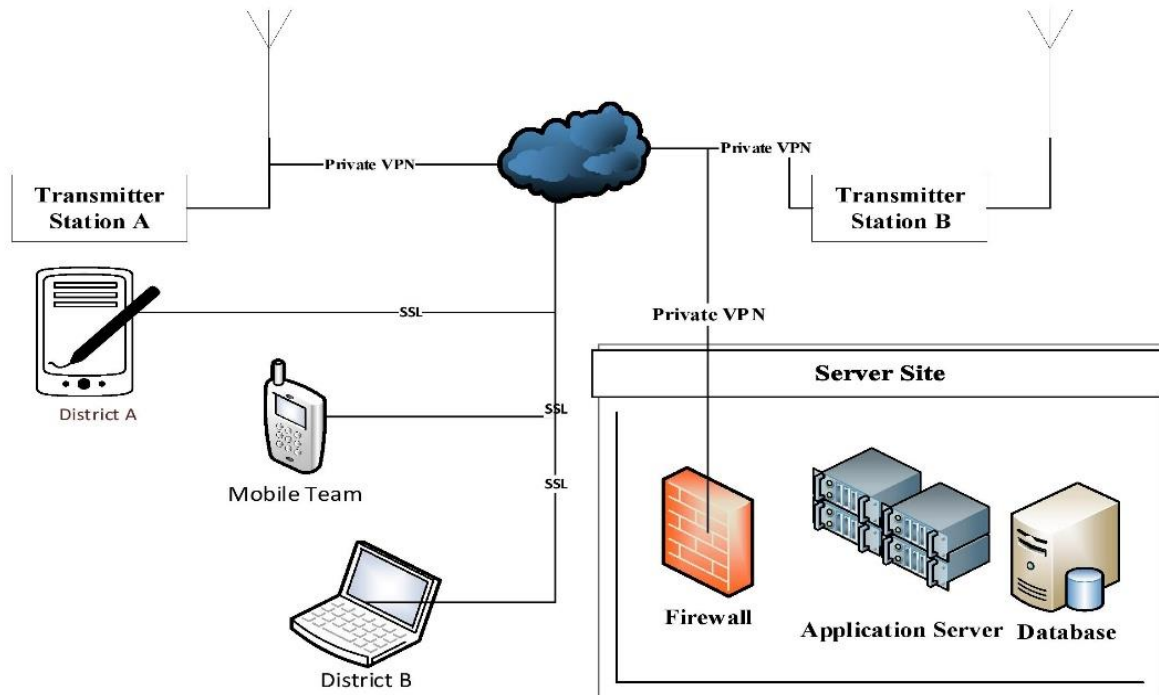 Private VPN
Private VPN
Transmitter
Station A
Transmitter
Station B
SSL
Private VPN
District A
Server Site
SSL
Mobile Team
SSL
Firewall
Application Server
Database
District B